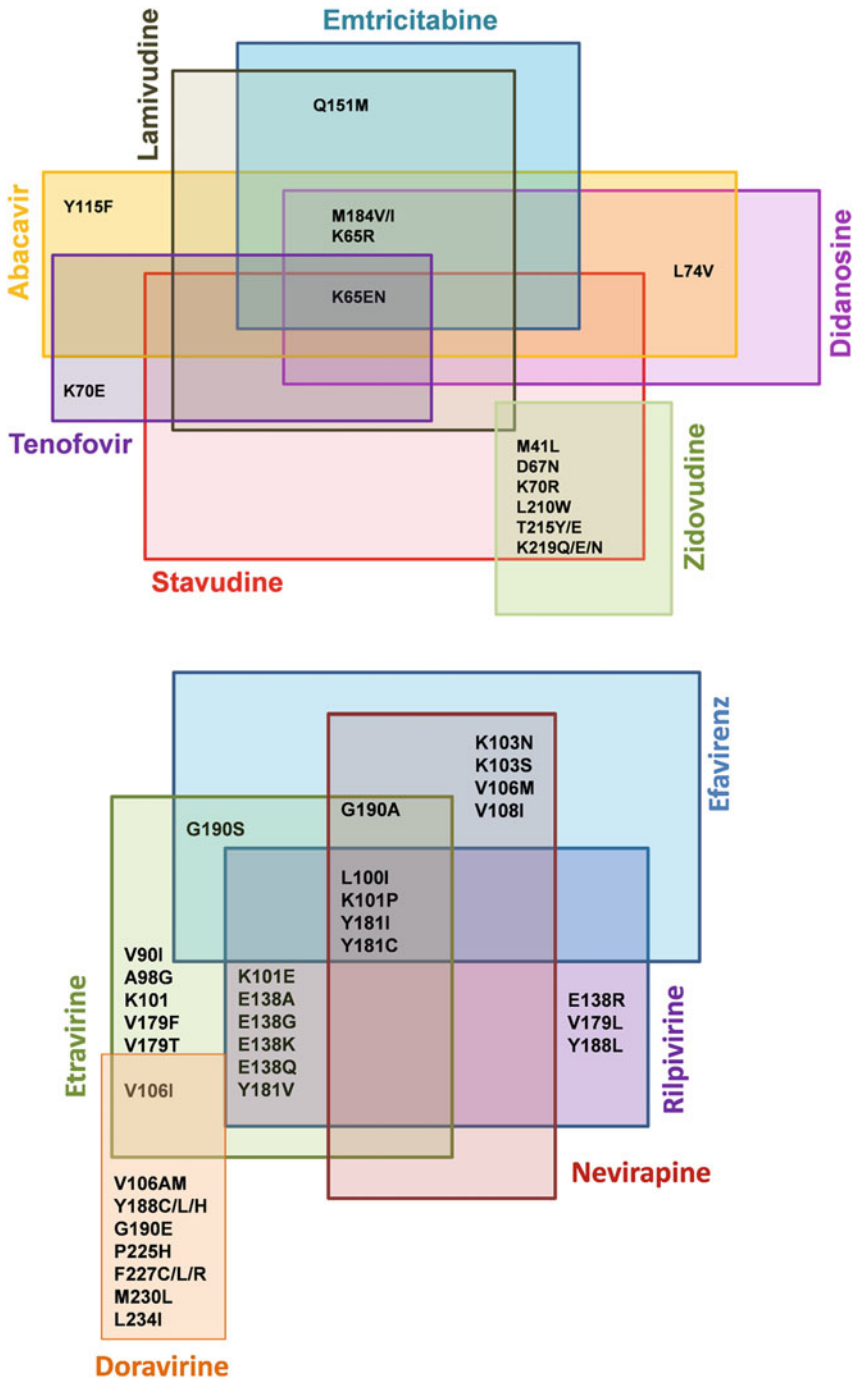 Emtricitabine
Lamivudine
Q151M
Abacavir
Y115F
M184V/I
K65R
Didanosine
L74V
K65EN
K70E
Tenofovir
M41L
D67N
K70R
L210W
T215Y/E
K219Q/E/N
Zidovudine
Stavudine
Efavirenz
K103N
K103S
V106M
V108I
G190S
G190A
L100I
K101P
Y181I
Y181C
Etravirine
V90I
A98G
K101
V179F
V179T
K101E
E138A
E138G
E138K
E138Q
Y181V
E138R
V179L
Y188L
Rilpivirine
V106I
Nevirapine
V106AM
Y188C/L/H
G190E
P225H
F227C/L/R
M230L
L234I
Doravirine